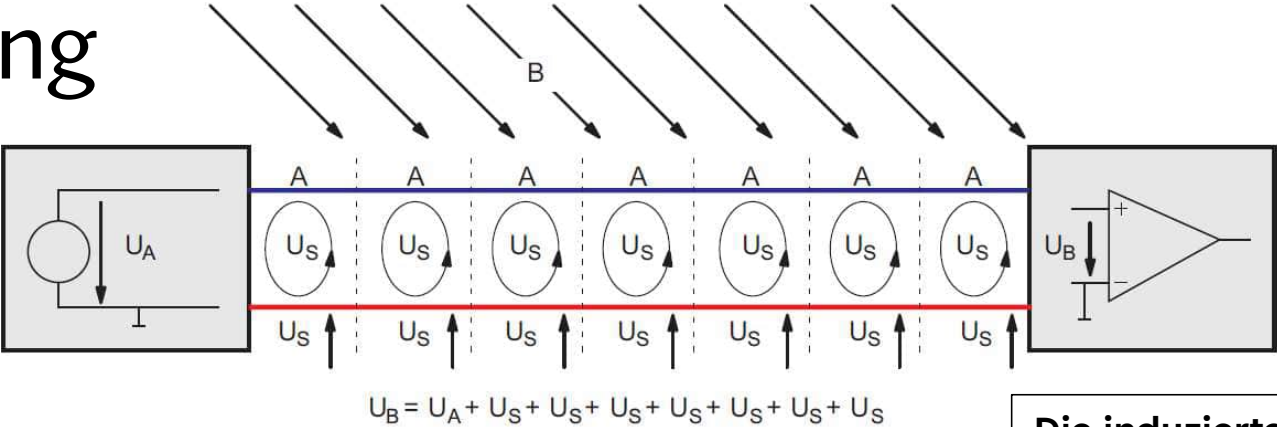 ng
B
A A A A A A A
U_A U_S U_S U_S U_S U_S U_S U_S U_B + −
U_S U_S U_S U_S U_S U_S U_S
U_B = U_A + U_S + U_S + U_S + U_S + U_S + U_S + U_S
Die induzierte